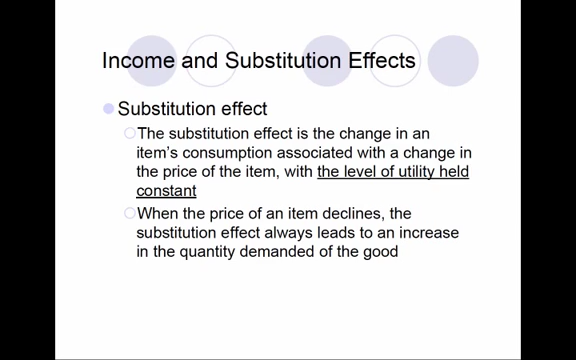 Income and Substitution Effects
Substitution effect
The substitution effect is the change in an
item's consumption associated with a change in
the price of the item, with the level of utility held
constant
When the price of an item declines, the
substitution effect always leads to an increase
in the quantity demanded of the good